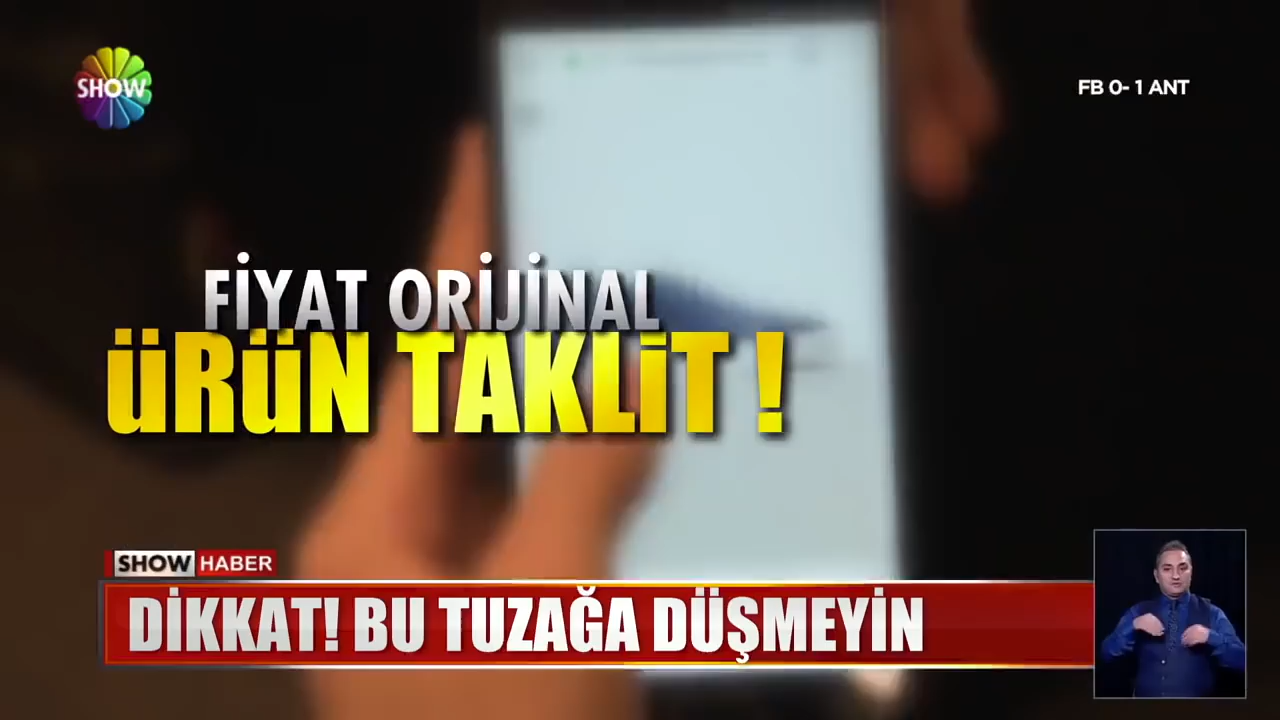 SHOW
FB 0- 1 ANT
FİYAT ORİJİNAL
ÜRÜN TAKLİT !
SHOW HABER
DİKKAT! BU TUZAĞA DÜŞMEYİN